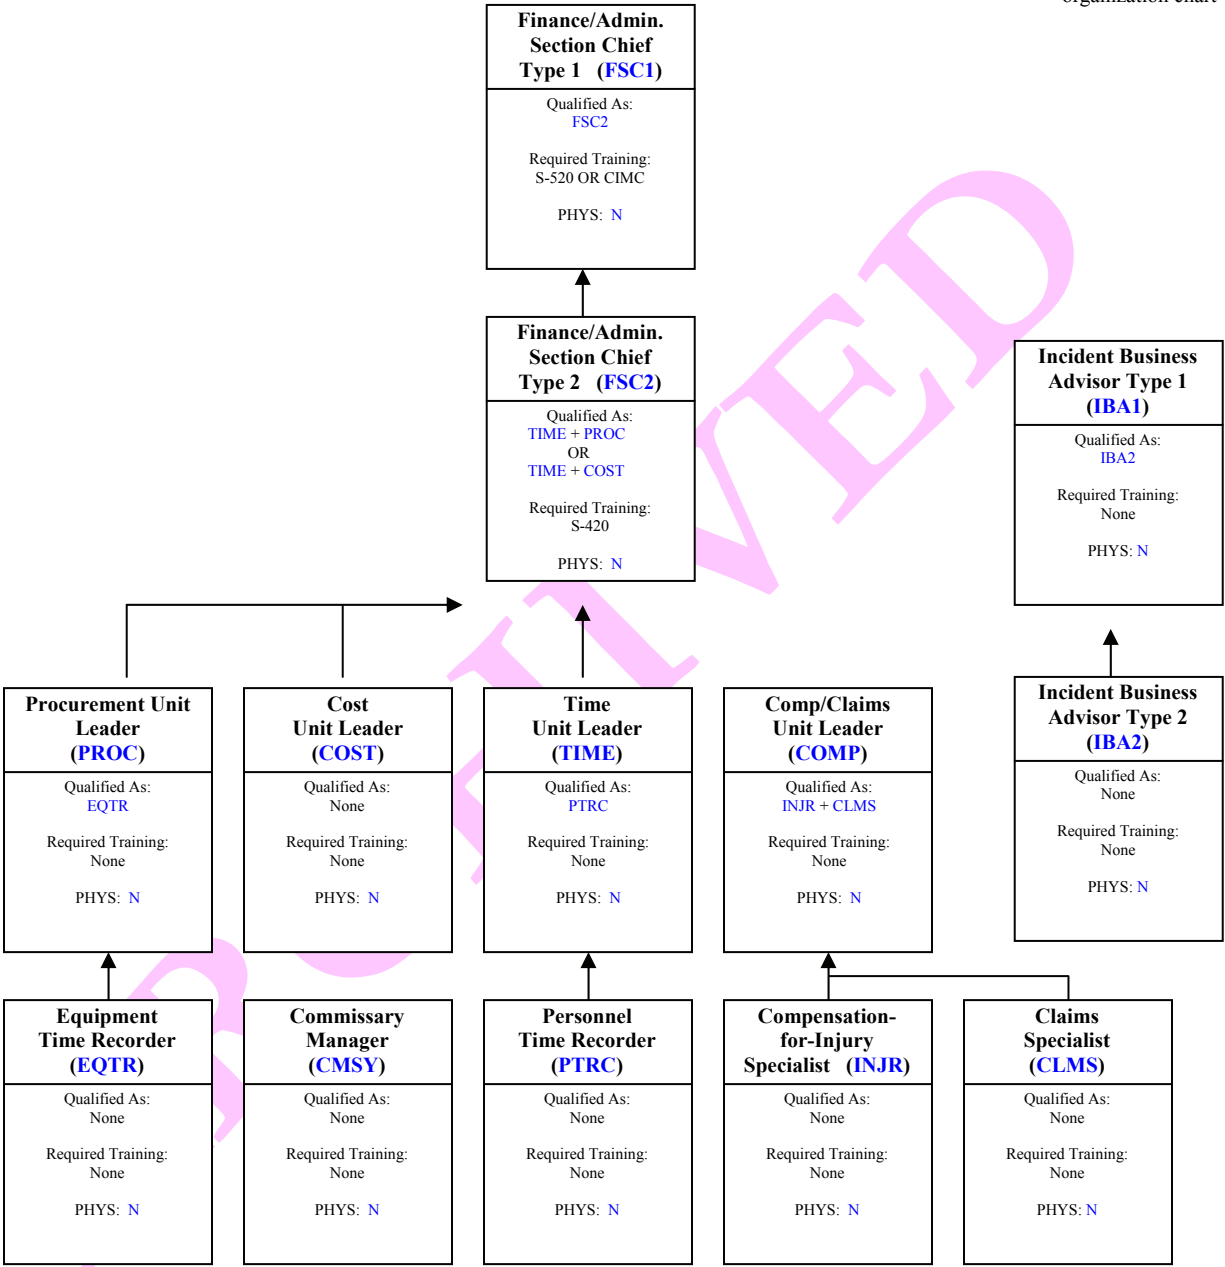 organization chart
Finance/Admin.
Section Chief
Type 1 (FSC1)
Qualified As:
FSC2
Required Training:
S-520 OR CIMC
PHYS: N
Finance/Admin.
Section Chief
Type 2 (FSC2)
Qualified As:
TIME + PROC
OR
TIME + COST
Required Training:
S-420
PHYS: N
Incident Business
Advisor Type 1
(IBA1)
Qualified As:
IBA2
Required Training:
None
PHYS: N
Procurement Unit
Leader
(PROC)
Qualified As:
EQTR
Required Training:
None
PHYS: N
Cost
Unit Leader
(COST)
Qualified As:
None
Required Training:
None
PHYS: N
Time
Unit Leader
(TIME)
Qualified As:
PTRC
Required Training:
None
PHYS: N
Comp/Claims
Unit Leader
(COMP)
Qualified As:
INJR + CLMS
Required Training:
None
PHYS: N
Incident Business
Advisor Type 2
(IBA2)
Qualified As:
None
Required Training:
None
PHYS: N
Equipment
Time Recorder
(EQTR)
Qualified As:
None
Required Training:
None
PHYS: N
Commissary
Manager
(CMSY)
Qualified As:
None
Required Training:
None
PHYS: N
Personnel
Time Recorder
(PTRC)
Qualified As:
None
Required Training:
None
PHYS: N
Compensation-
for-Injury
Specialist (INJR)
Qualified As:
None
Required Training:
None
PHYS: N
Claims
Specialist
(CLMS)
Qualified As:
None
Required Training:
None
PHYS: N
ARCHIVED